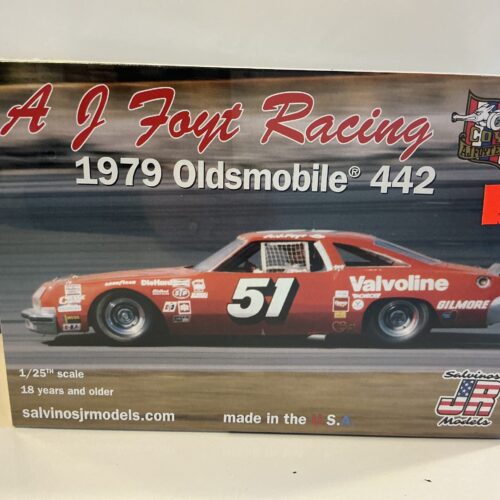 A J Foyt Racing
1979 Oldsmobile® 442
GOODYEAR
DieHard
STP
51
Valvoline
GILMORE
1/25TH scale
18 years and older
salvinosjrmodels.com
made in the U.S.A.
Salvinos
JR
Models